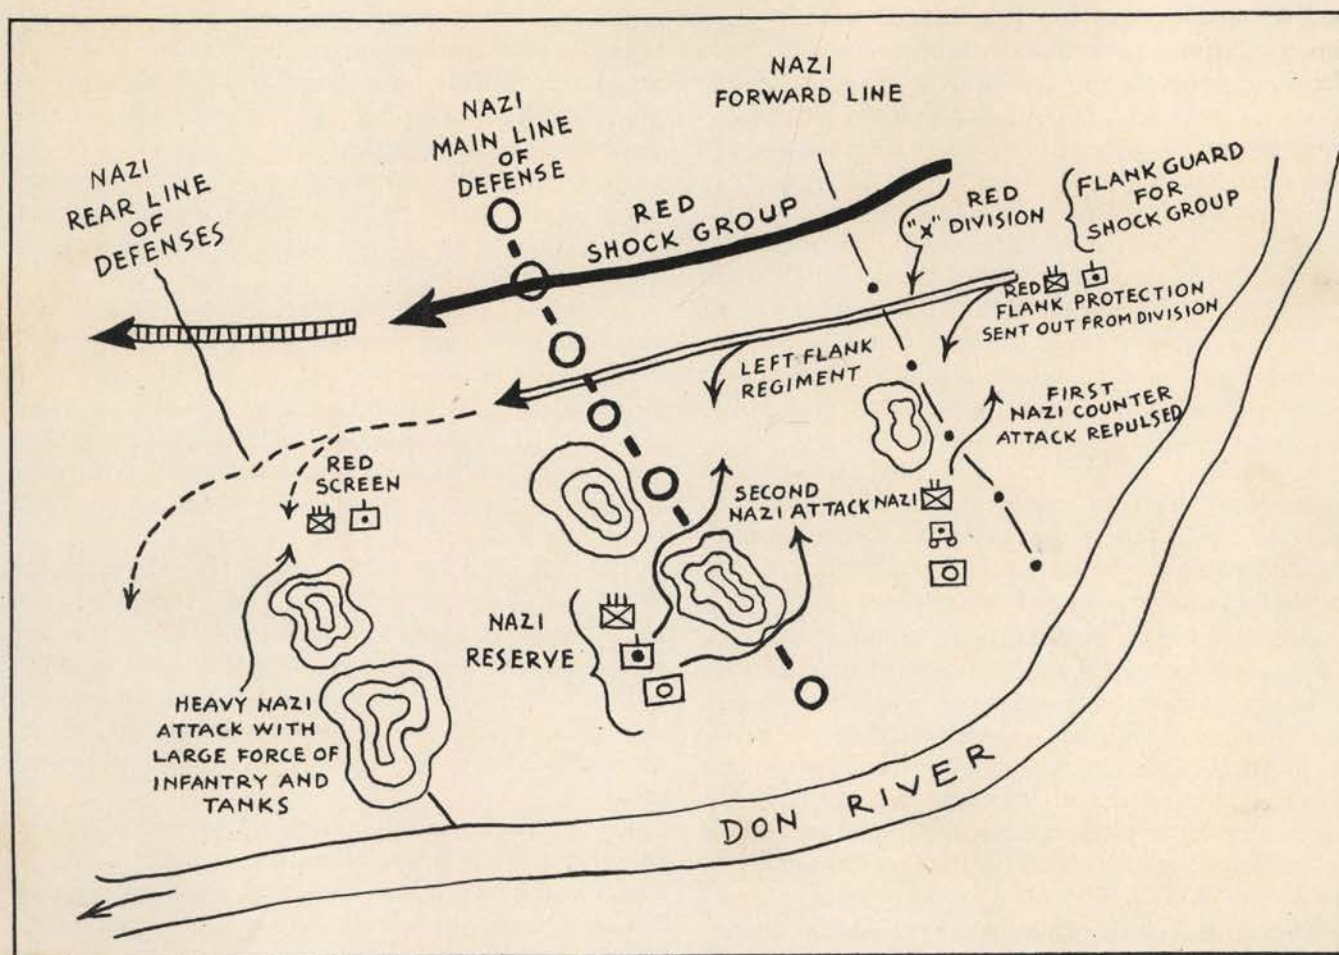 NAZI
FORWARD LINE
NAZI
MAIN LINE
OF
DEFENSE
NAZI
REAR LINE
OF
DEFENSES
RED
SHOCK GROUP
RED
"X" DIVISION
FLANK GUARD
FOR
SHOCK GROUP
RED
FLANK PROTECTION
SENT OUT FROM DIVISION
LEFT FLANK
REGIMENT
FIRST
NAZI COUNTER
ATTACK REPULSED
RED
SCREEN
SECOND
NAZI ATTACK
NAZI
NAZI
RESERVE
HEAVY NAZI
ATTACK WITH
LARGE FORCE OF
INFANTRY AND
TANKS
DON RIVER